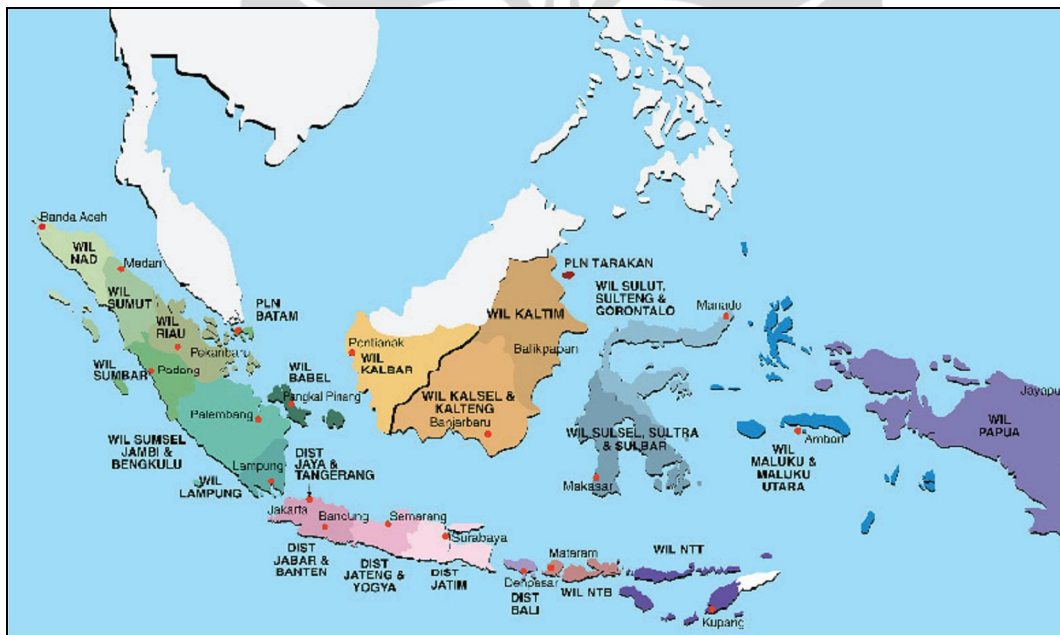 Banda Aceh
WIL
NAD
Medan
WIL
SUMUT
PLN
BATAM
WIL
RIAU
Pekanbaru
WIL
SUMBAR
Padang
WIL
BABEL
Pangkal Pinang
Palembang
WIL SUMSEL
JAMBI &
BENGKULU
Lampung
WIL
LAMPUNG
DIST
JAYA &
TANGERANG
Jakarta
Bandung
Semarang
Surabaya
DIST
JABAR &
BANTEN
DIST
JATENG &
YOGYA
DIST
JATIM
Pontianak
WIL
KALBAR
WIL KALTIM
Balikpapan
WIL KALSEL &
KALTENG
Banjarbaru
PLN TARAKAN
WIL SULUT,
SULTENG &
GORONTALO
Manado
WIL SULSEL, SULTRA
& SULBAR
Makasar
Denpasar
DIST
BALI
Mataram
WIL NTB
WIL NTT
Kupang
Ambon
WIL
MALUKU &
MALUKU
UTARA
Jayapu
WIL
PAPUA